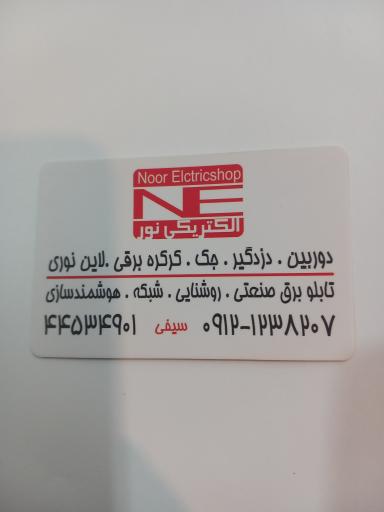 Noor Elctricshop
NE
الکتریکی نور
دوربین . دزدگیر . جک . کرکره برقی . لاین نوری
تابلو برق صنعتی . روشنایی . شبکه . هوشمندسازی
۰۹۱۲-۱۲۳۸۲۰۷ سیفی ۴۴۵۳۴۹۰۱